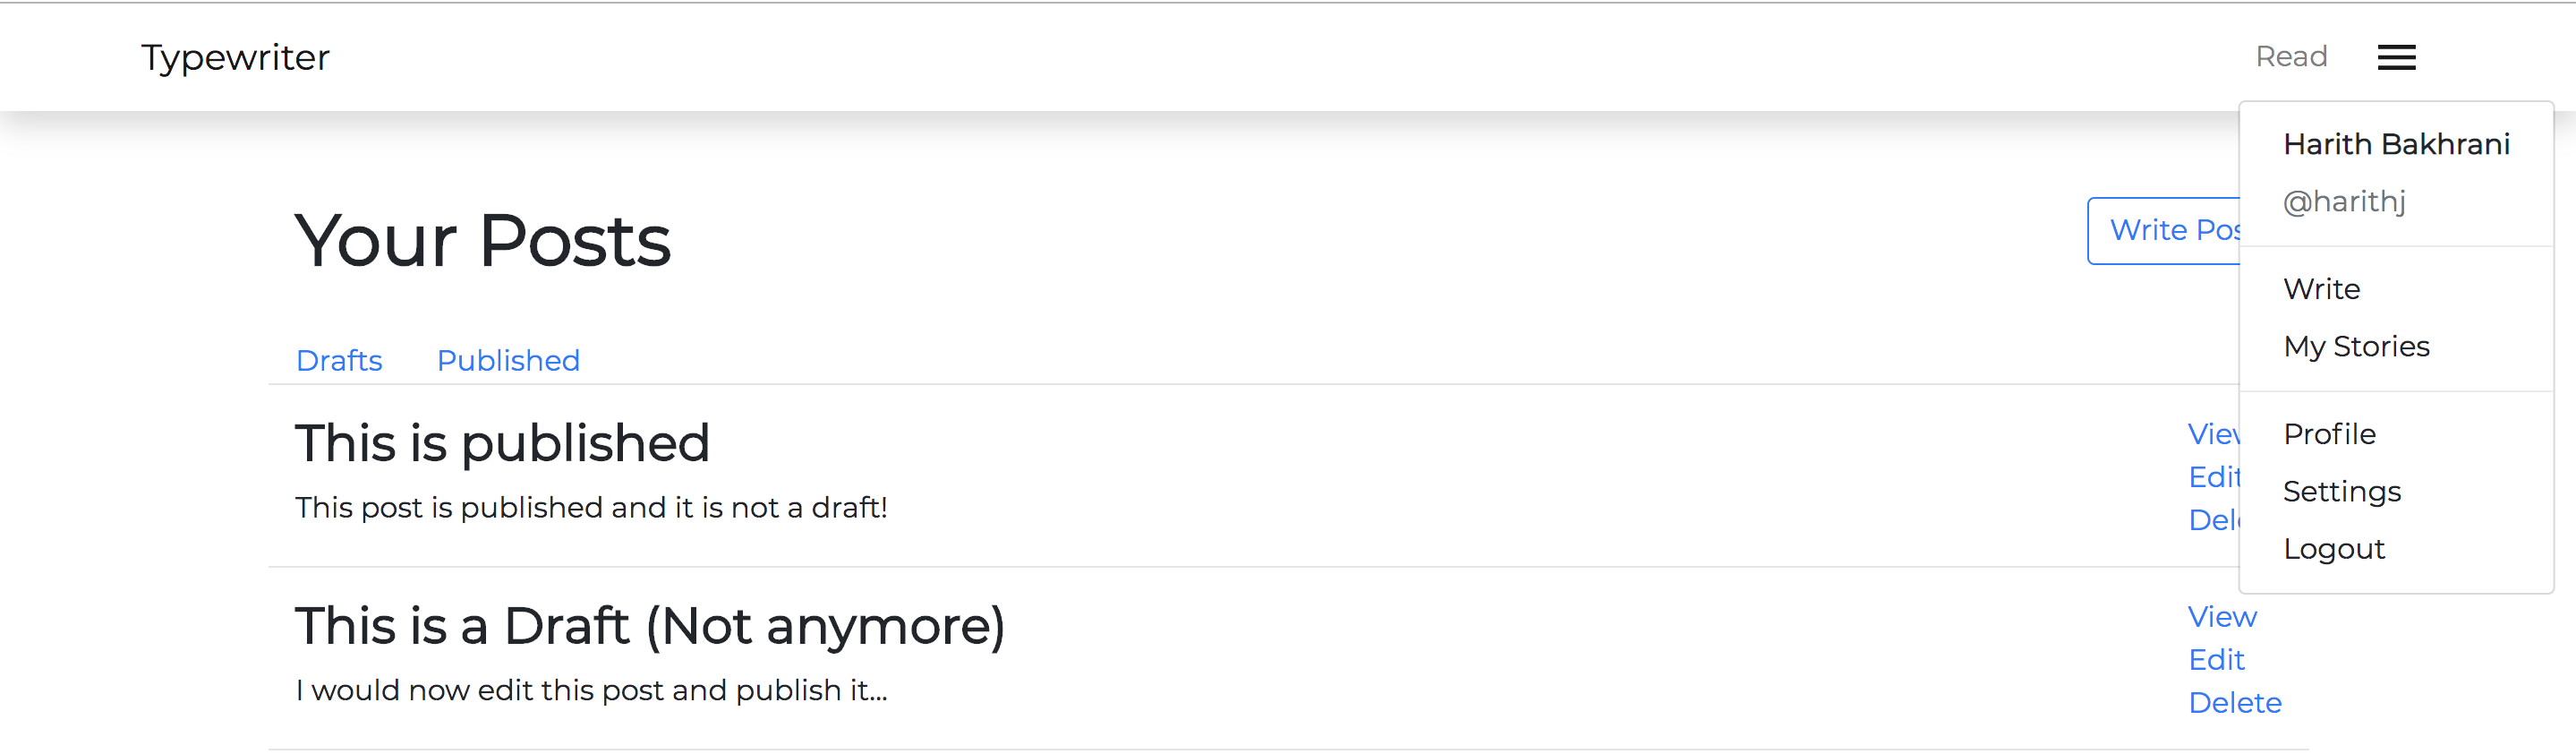 Typewriter
Read
Harith Bakhrani
@harithj
Write
My Stories
Profile
Settings
Logout
Your Posts
Write Pos
Drafts Published
This is published
This post is published and it is not a draft!
View
Edit
Del
This is a Draft (Not anymore)
I would now edit this post and publish it...
View
Edit
Delete